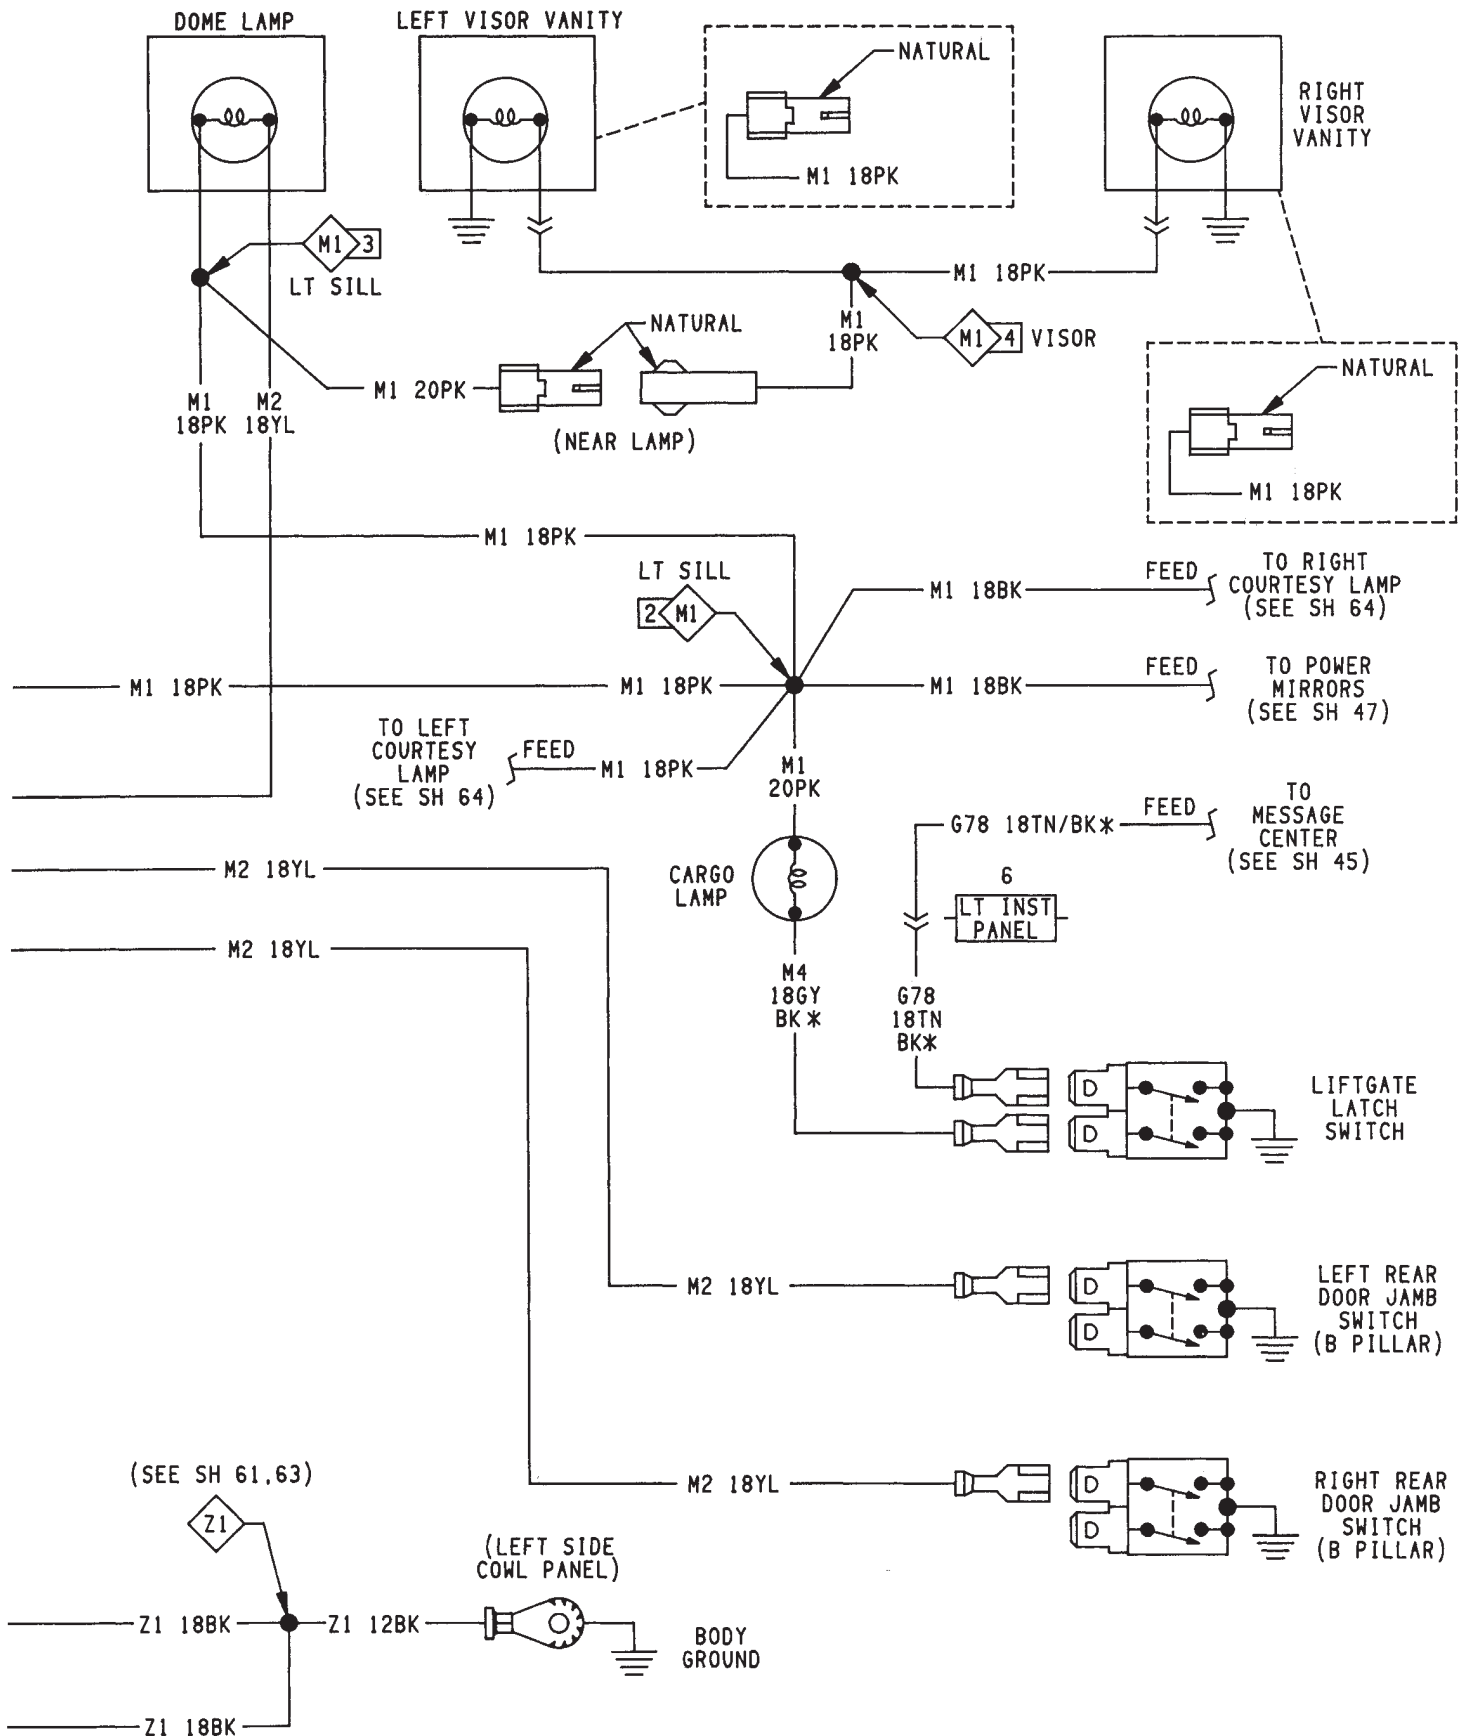 DOME LAMP
LEFT VISOR VANITY
NATURAL
M1 18PK
RIGHT
VISOR
VANITY
M1 3
LT SILL
M1 18PK
M1
18PK
M1 4 VISOR
NATURAL
M1 20PK
(NEAR LAMP)
M1
18PK
M2
18YL
NATURAL
M1 18PK
M1 18PK
LT SILL
2 M1
M1 18BK
FEED
TO RIGHT
COURTESY LAMP
(SEE SH 64)
M1 18PK
M1 18PK
M1 18BK
FEED
TO POWER
MIRRORS
(SEE SH 47)
TO LEFT
COURTESY
LAMP
(SEE SH 64)
FEED
M1 18PK
M1
20PK
G78 18TN/BK*
FEED
TO
MESSAGE
CENTER
(SEE SH 45)
M2 18YL
CARGO
LAMP
6
LT INST
PANEL
M2 18YL
M4
18GY
BK*
G78
18TN
BK*
D
D
LIFTGATE
LATCH
SWITCH
M2 18YL
D
D
LEFT REAR
DOOR JAMB
SWITCH
(B PILLAR)
M2 18YL
D
D
RIGHT REAR
DOOR JAMB
SWITCH
(B PILLAR)
(SEE SH 61,63)
Z1
(LEFT SIDE
COWL PANEL)
Z1 18BK
Z1 12BK
BODY
GROUND
Z1 18BK